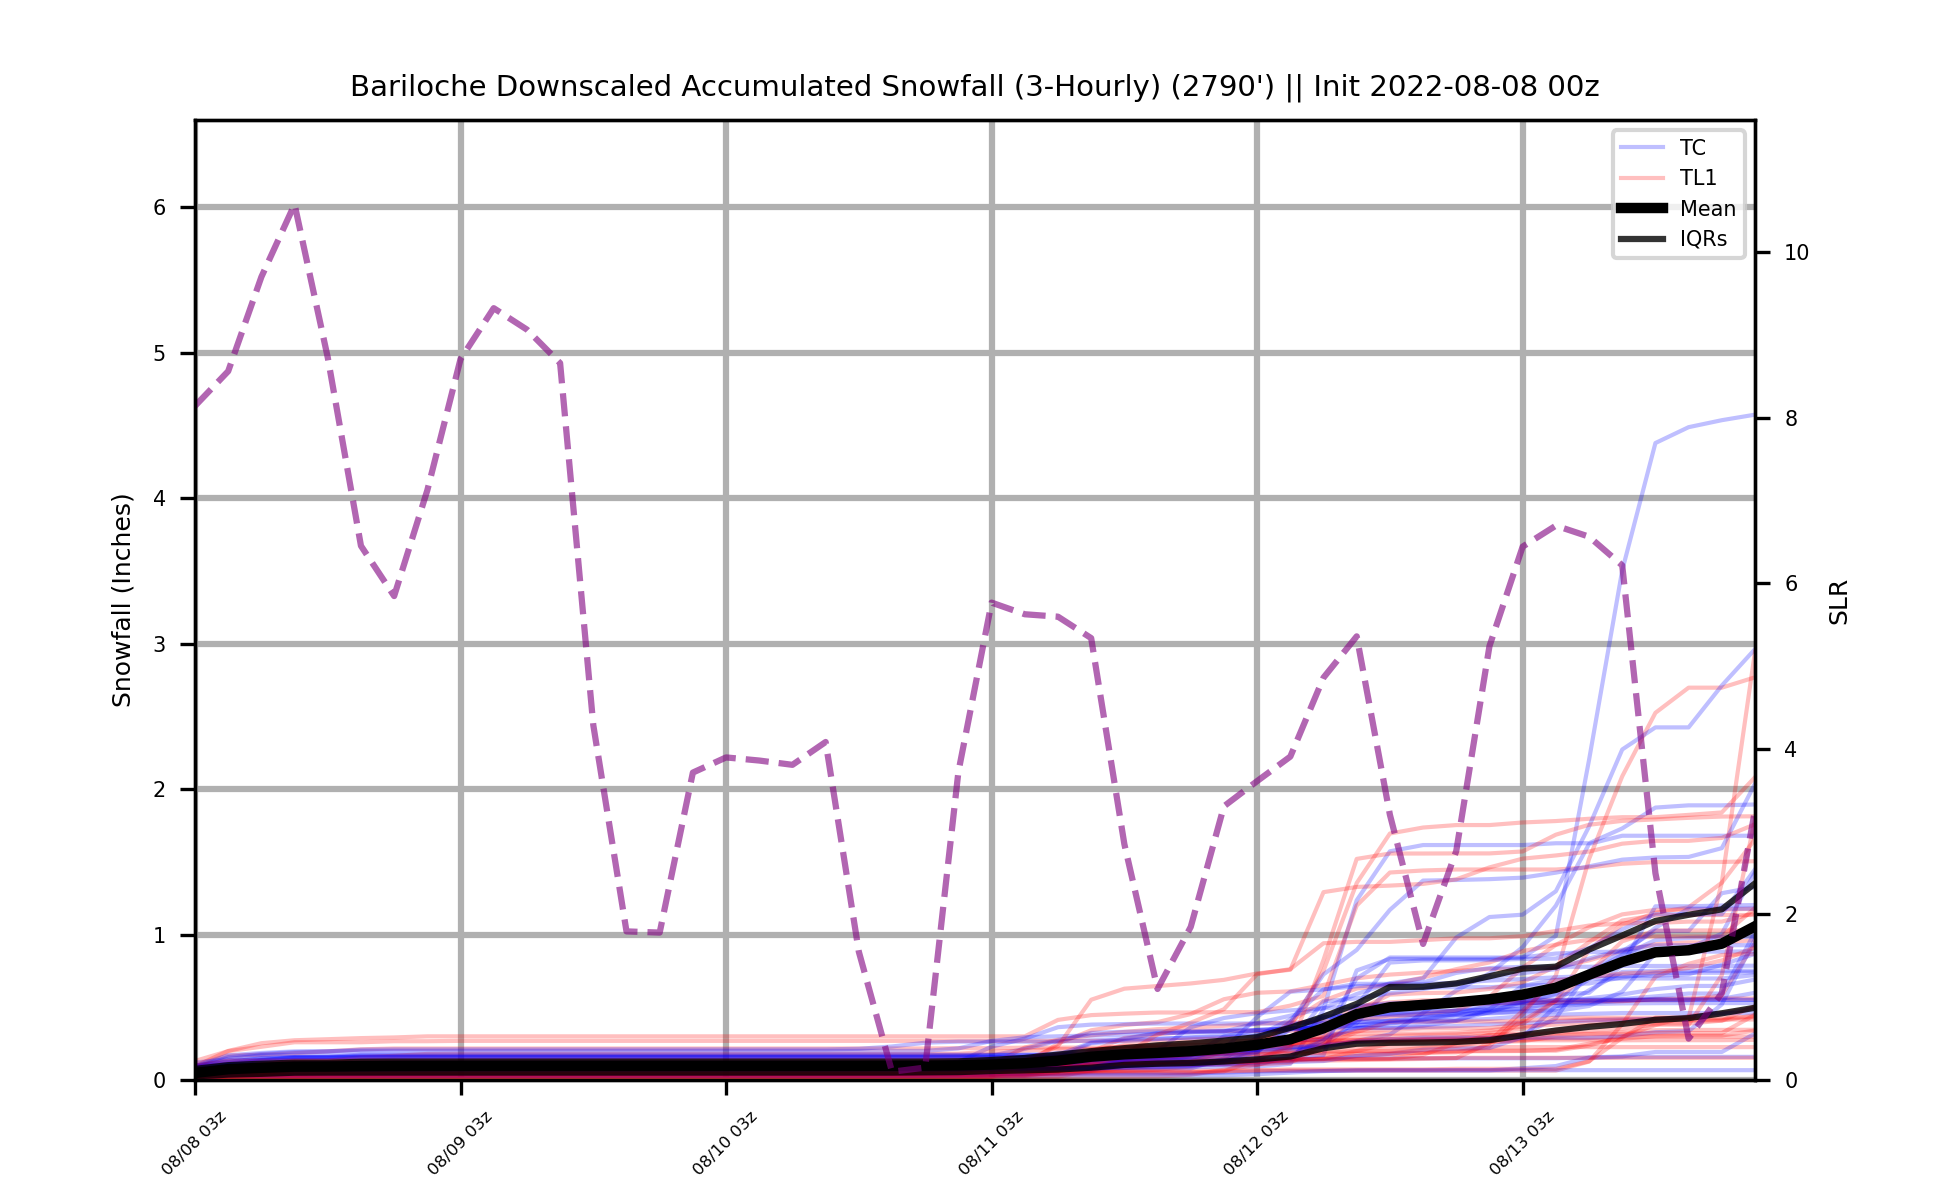 Bariloche Downscaled Accumulated Snowfall (3-Hourly) (2790') || Init 2022-08-08 00z
TC
TL1
Mean
IQRs
Snowfall (Inches)
6
5
4
3
2
1
0
10
8
6
4
2
0
SLR
08/08 03z
08/09 03z
08/10 03z
08/11 03z
08/12 03z
08/13 03z